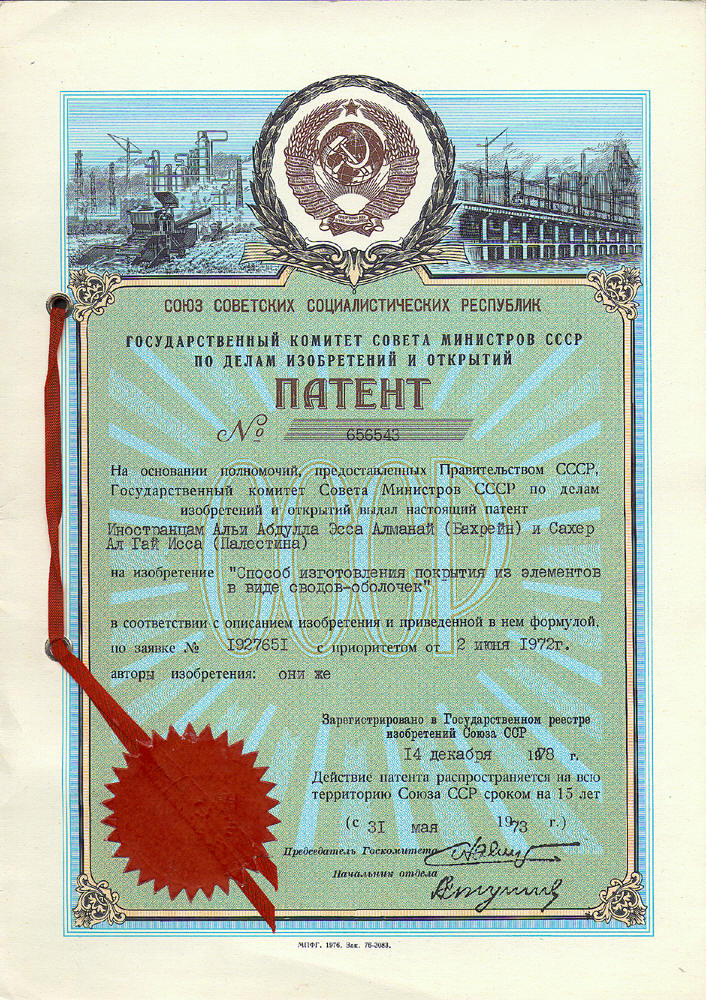 СОЮЗ СОВЕТСКИХ СОЦИАЛИСТИЧЕСКИХ РЕСПУБЛИК
ГОСУДАРСТВЕННЫЙ КОМИТЕТ СОВЕТА МИНИСТРОВ СССР
ПО ДЕЛАМ ИЗОБРЕТЕНИЙ И ОТКРЫТИЙ
ПАТЕНТ
№ 656543
СССР
На основании полномочий, предоставленных Правительством СССР,
Государственный комитет Совета Министров СССР по делам
изобретений и открытий выдал настоящий патент
Иностранцам Альи Абдулла Эсса Алманай (Бахрейн) и Сахер
Ал Гай Исса (Палестина)
на изобретение "Способ изготовления покрытия из элементов
в виде сводов-оболочек"
в соответствии с описанием изобретения и приведенной в нем формулой,
по заявке № 1927651 с приоритетом от 2 июня 1972г.
авторы изобретения: они же
Зарегистрировано в Государственном реестре
изобретений Союза ССР
14 декабря 1978 г.
Действие патента распространяется на всю
территорию Союза ССР сроком на 15 лет
(с 31 мая 1973 г.)
Председатель Госкомитета
Начальник отдела
МПФГ. 1976. Зак. 76-2083.